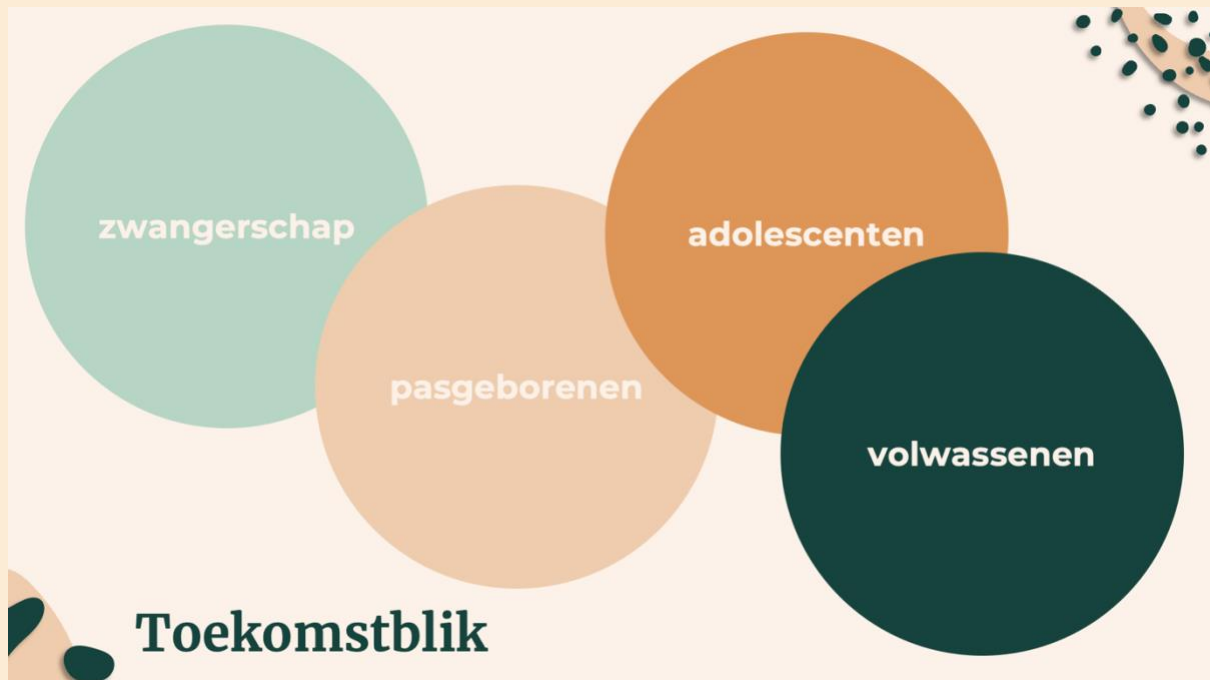 zwangerschap
adolescenten
pasgeborenen
volwassenen
Toekomstblik